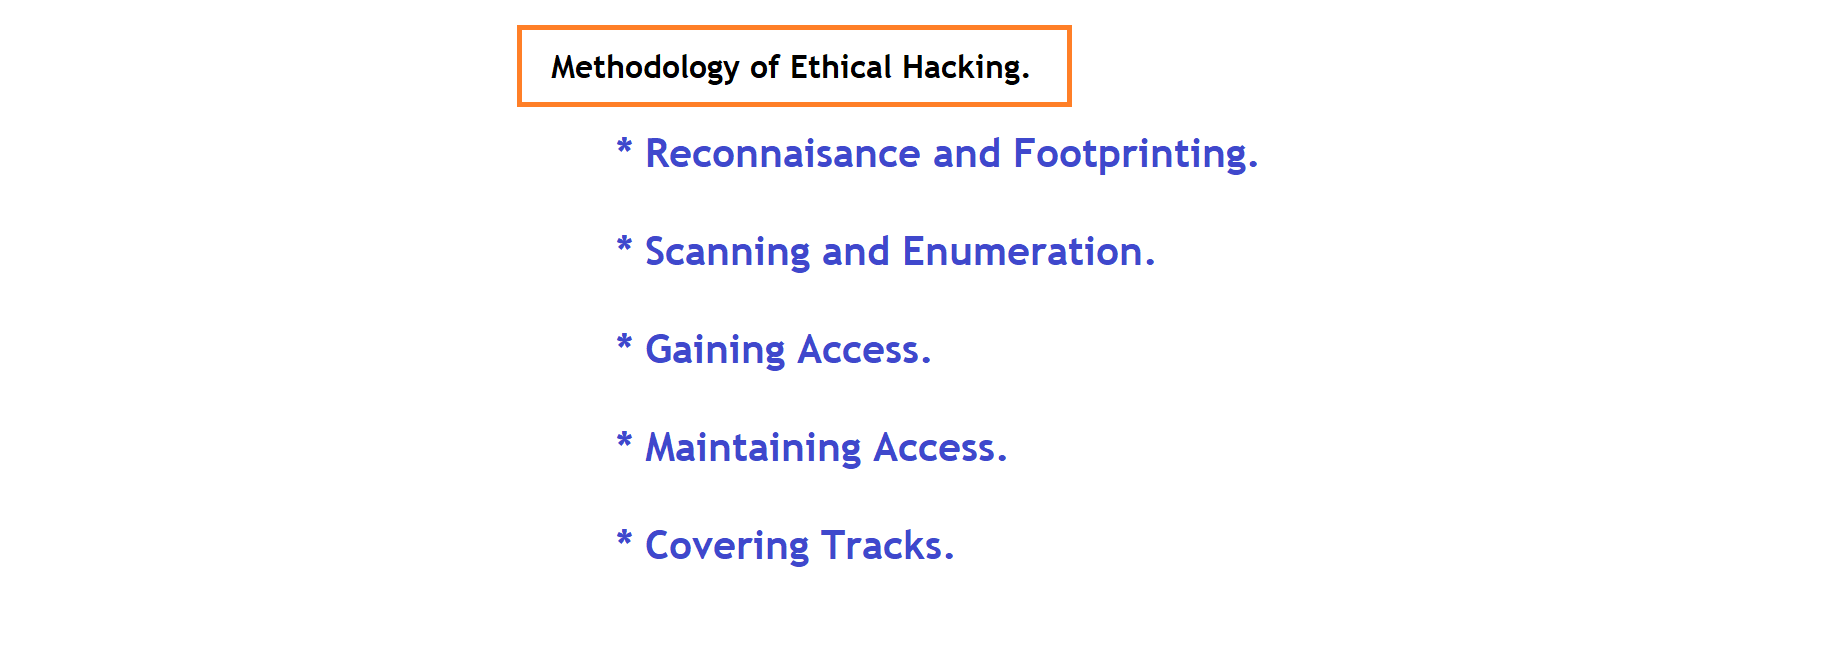 Methodology of Ethical Hacking.
* Reconnaisance and Footprinting.
* Scanning and Enumeration.
* Gaining Access.
* Maintaining Access.
* Covering Tracks.